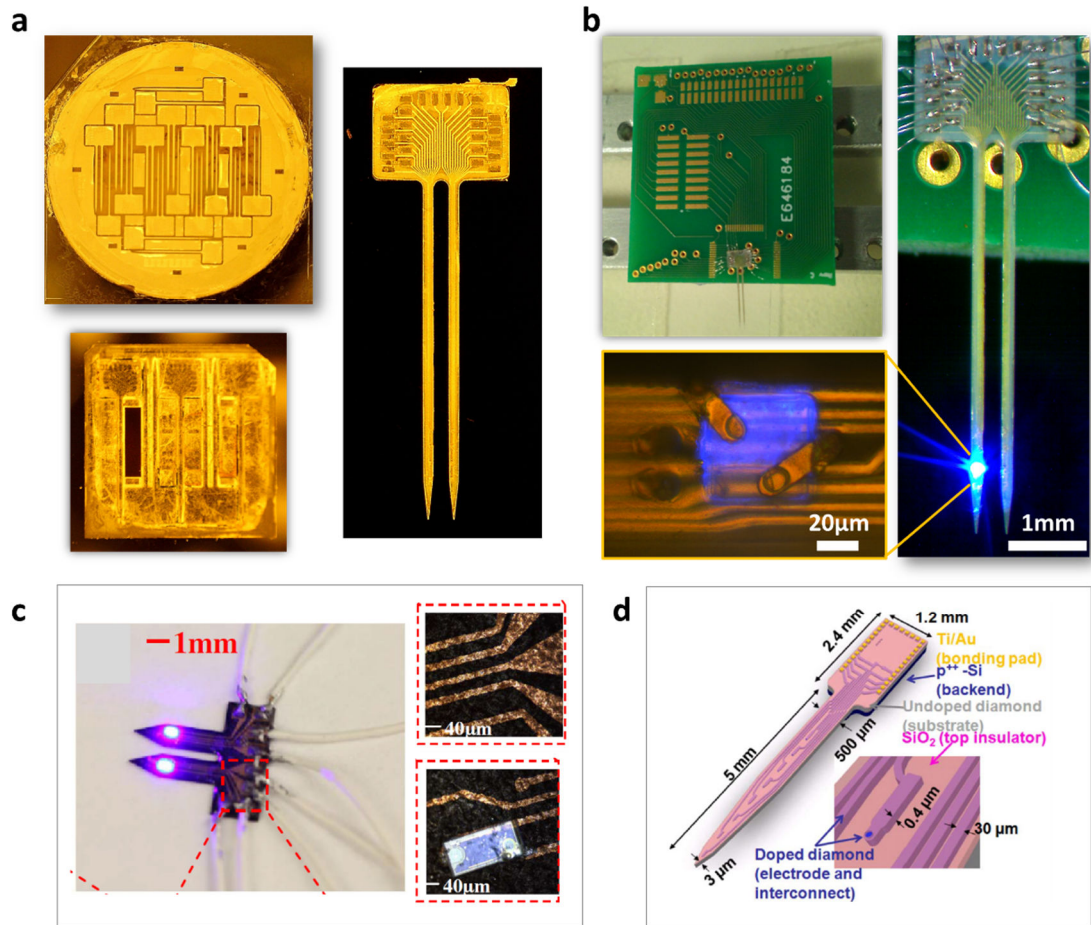 a
b
E646184
20μm
1mm
c
1mm
40μm
40μm
d
1.2 mm
2.4 mm
Ti/Au
(bonding pad)
p⁺⁺ -Si
(backend)
Undoped diamond
(substrate)
SiO₂ (top insulator)
500 μm
5 mm
0.4 μm
30 μm
3 μm
Doped diamond
(electrode and
interconnect)